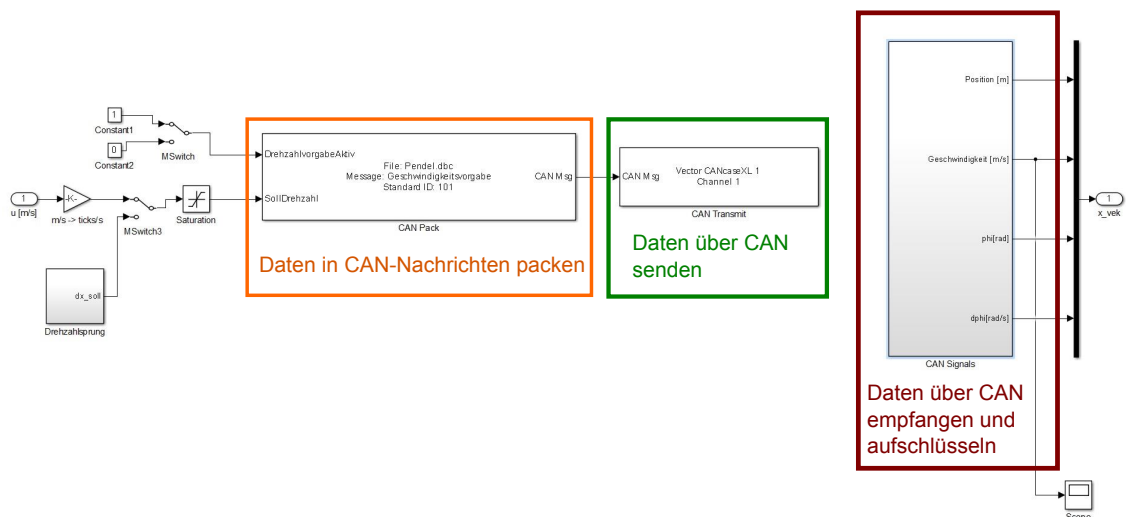 1
Constant1
0
Constant2
MSwitch
1
u [m/s]
-K-
m/s -> ticks/s
MSwitch3
Saturation
dx_soll
Drehzahlsprung
DrehzahlvorgabeAktiv
SollDrehzahl
File: Pendel.dbc
Message: Geschwindigkeitsvorgabe
Standard ID: 101
CAN Msg
CAN Pack
Daten in CAN-Nachrichten packen
CAN Msg
Vector CANcaseXL 1
Channel 1
CAN Transmit
Daten über CAN
senden
Position [m]
Geschwindigkeit [m/s]
phi[rad]
dphi[rad/s]
CAN Signals
Daten über CAN
empfangen und
aufschlüsseln
1
x_vek
Scope